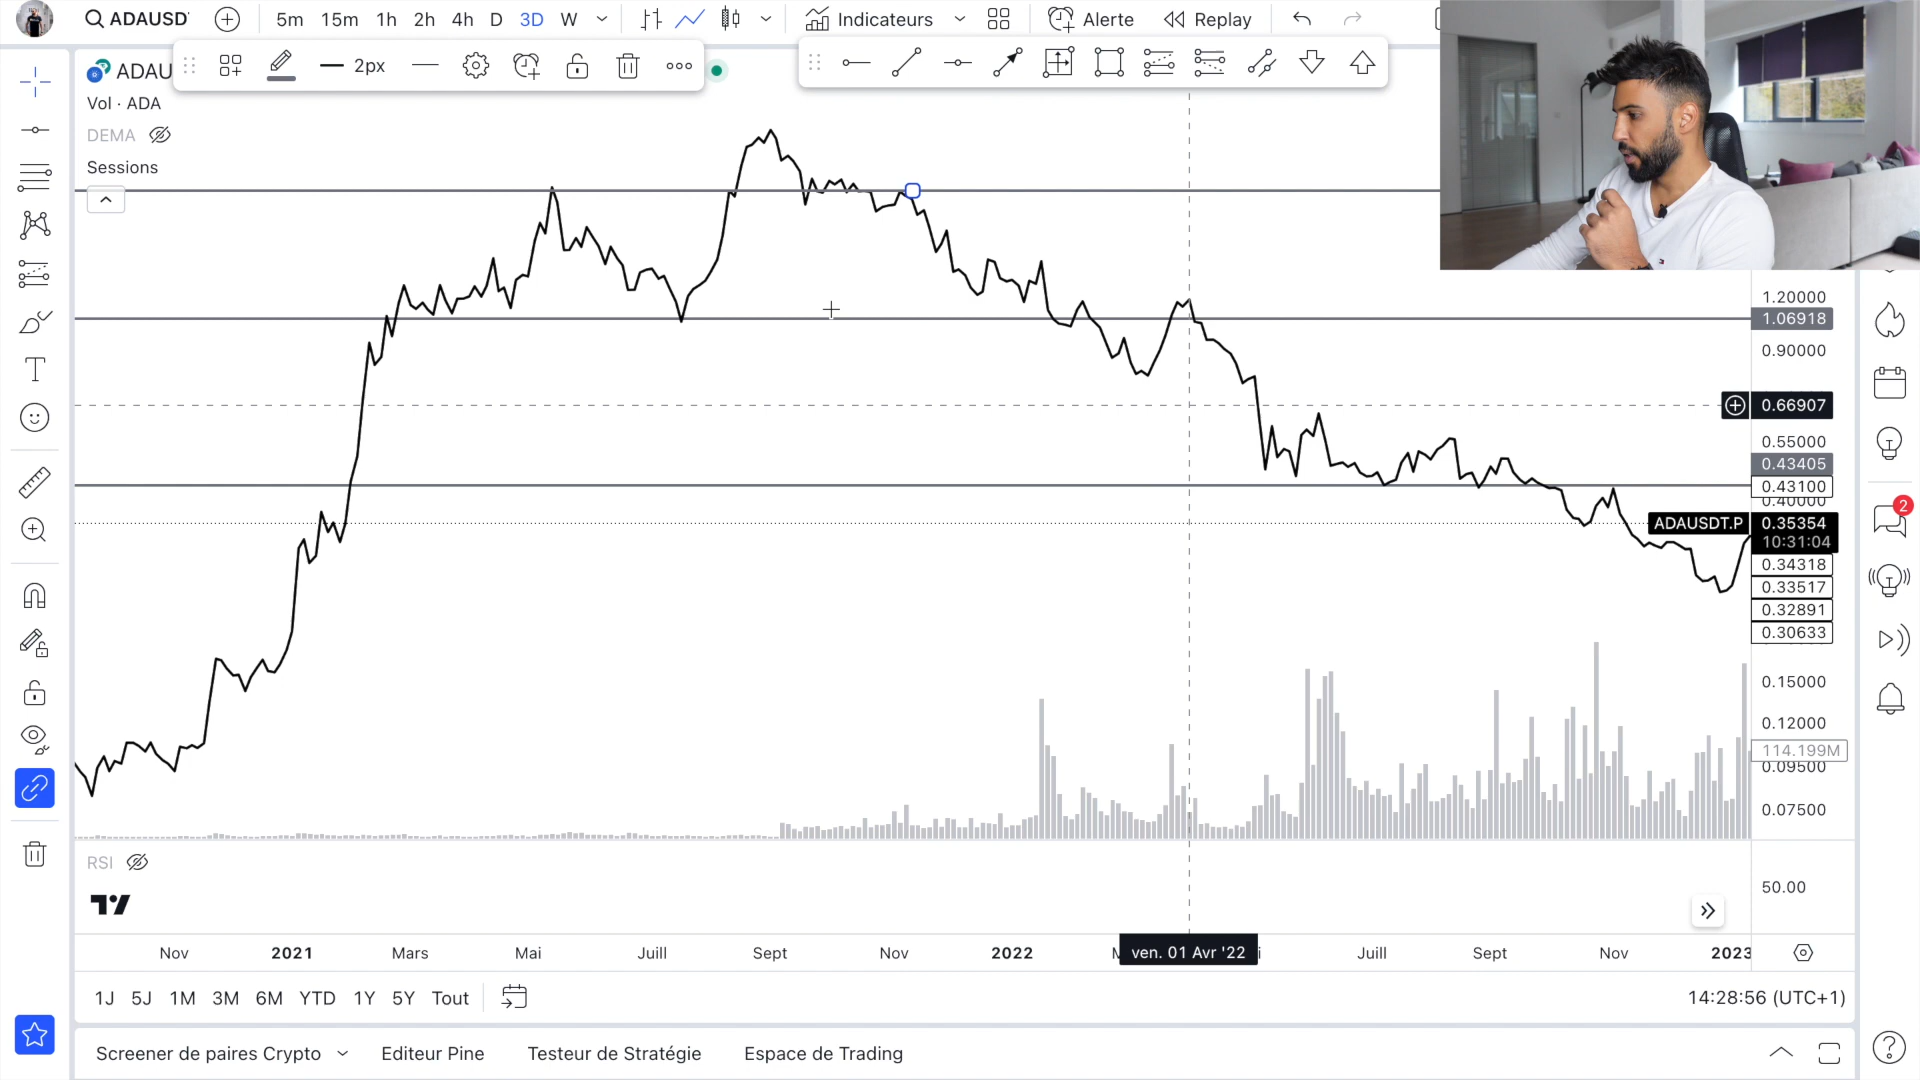 ADAUSD
5m 15m 1h 2h 4h D 3D W
Indicateurs
Alerte
Replay
ADAU
2px
Vol · ADA
DEMA
Sessions
1.20000
1.06918
0.90000
0.66907
0.55000
0.43405
0.43100
0.40000
ADAUSDT.P 0.35354
10:31:04
0.34318
0.33517
0.32891
0.30633
0.15000
0.12000
114.199M
0.09500
0.07500
2
RSI
50.00
Nov 2021 Mars Mai Juill Sept Nov 2022 ven. 01 Avr '22 Juill Sept Nov 2023
1J 5J 1M 3M 6M YTD 1Y 5Y Tout
14:28:56 (UTC+1)
Screener de paires Crypto Editeur Pine Testeur de Stratégie Espace de Trading